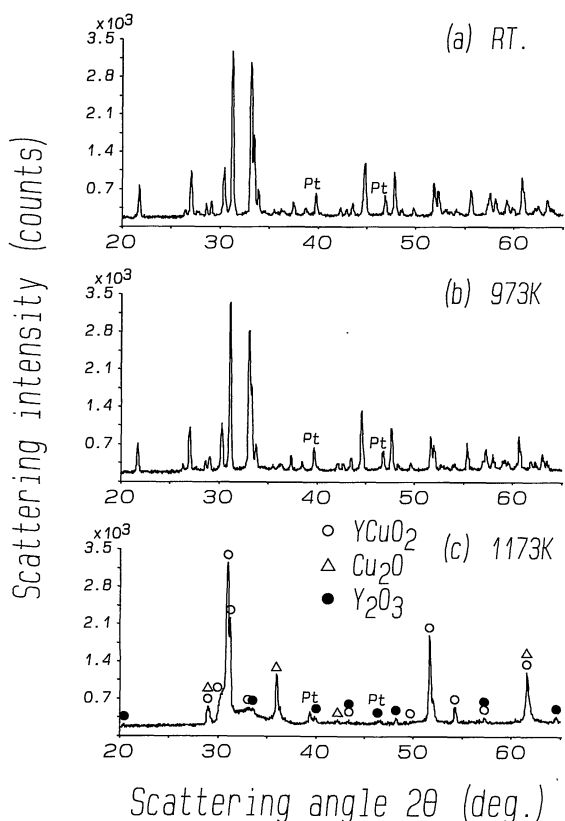 ×10³
(a) RT.
3.5
2.8
2.1
1.4
0.7
Pt
Pt
20 30 40 50 60
×10³
(b) 973K
3.5
2.8
2.1
1.4
0.7
Pt
Pt
20 30 40 50 60
×10³
(c) 1173K
3.5
2.8
2.1
1.4
0.7
○ YCuO₂
△ Cu₂O
● Y₂O₃
Pt
Pt
20 30 40 50 60
Scattering intensity (counts)
Scattering angle 2θ (deg.)